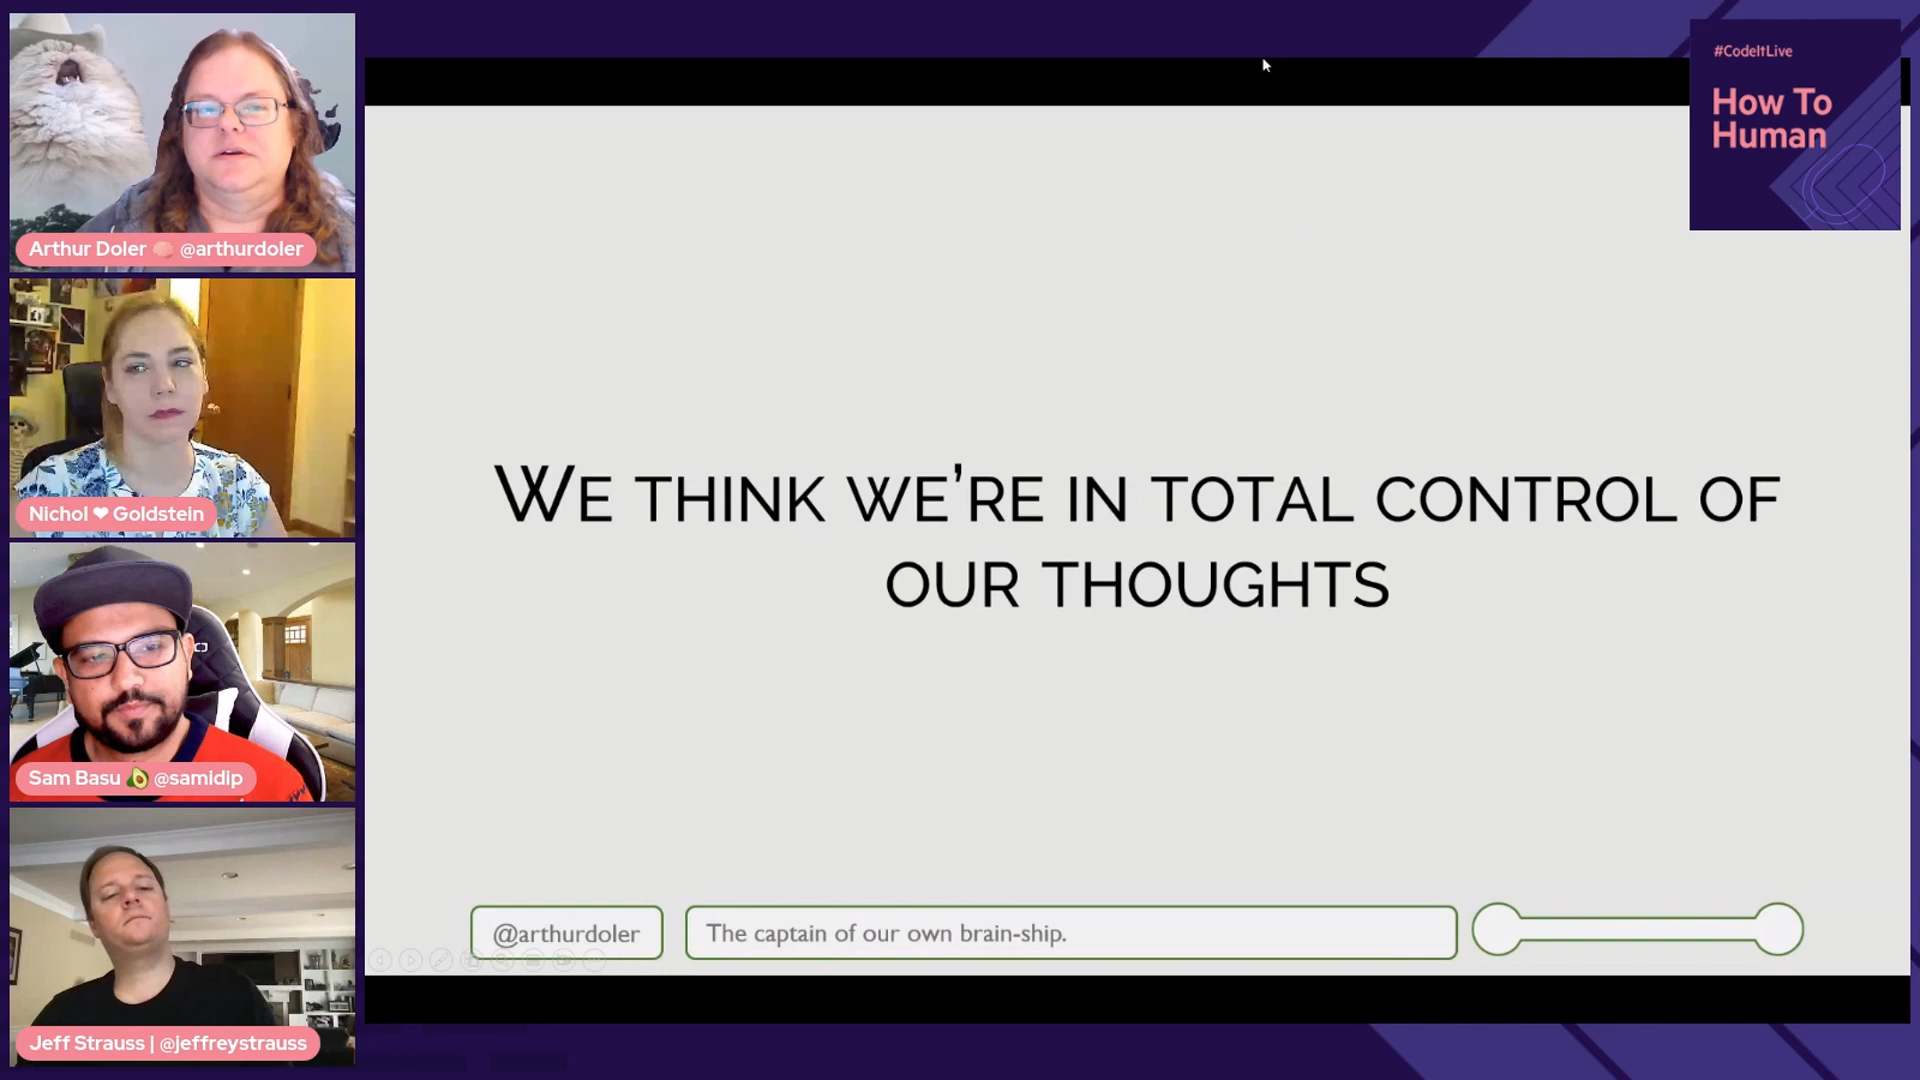 Arthur Doler 🧠 @arthurdoler
Nichol ❤ Goldstein
Sam Basu 🥑 @samidip
Jeff Strauss | @jeffreystrauss
#CodeItLive
How To
Human
WE THINK WE'RE IN TOTAL CONTROL OF
OUR THOUGHTS
@arthurdoler
The captain of our own brain-ship.